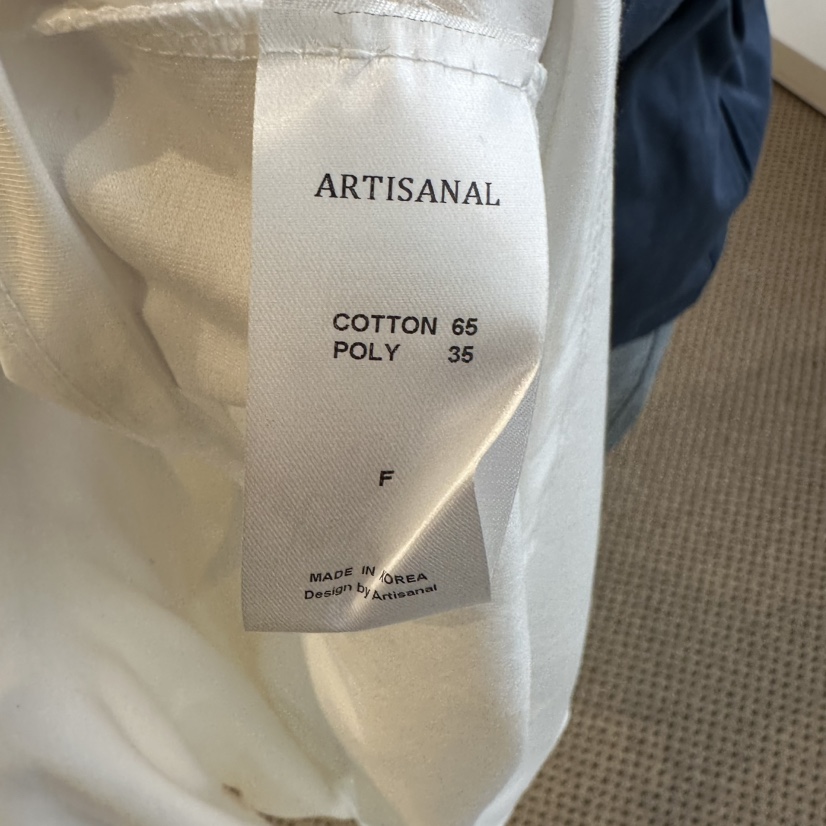 ARTISANAL
COTTON 65
POLY 35
F
MADE IN KOREA
Design by Artisanal